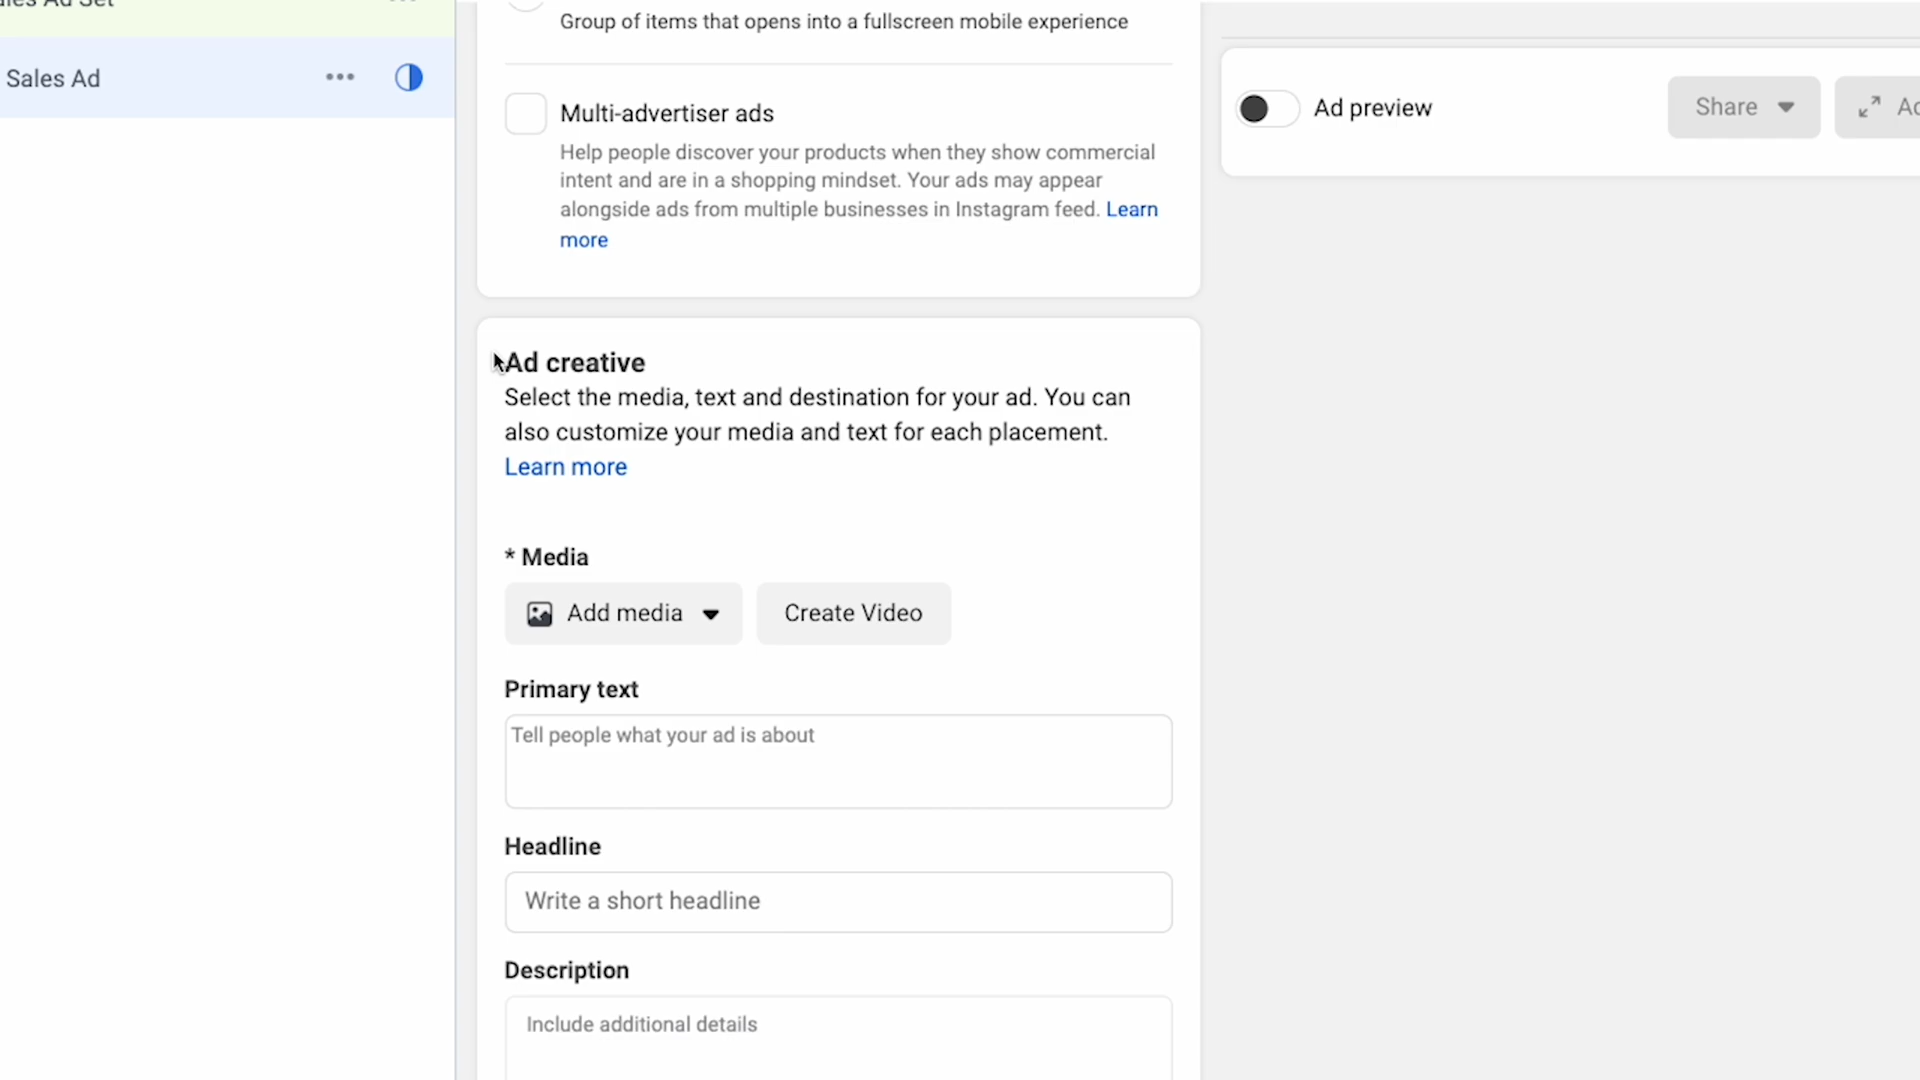 Group of items that opens into a fullscreen mobile experience
Sales Ad
Multi-advertiser ads
Help people discover your products when they show commercial
intent and are in a shopping mindset. Your ads may appear
alongside ads from multiple businesses in Instagram feed. Learn
more
Ad preview
Share
Ad creative
Select the media, text and destination for your ad. You can
also customize your media and text for each placement.
Learn more
* Media
Add media
Create Video
Primary text
Tell people what your ad is about
Headline
Write a short headline
Description
Include additional details